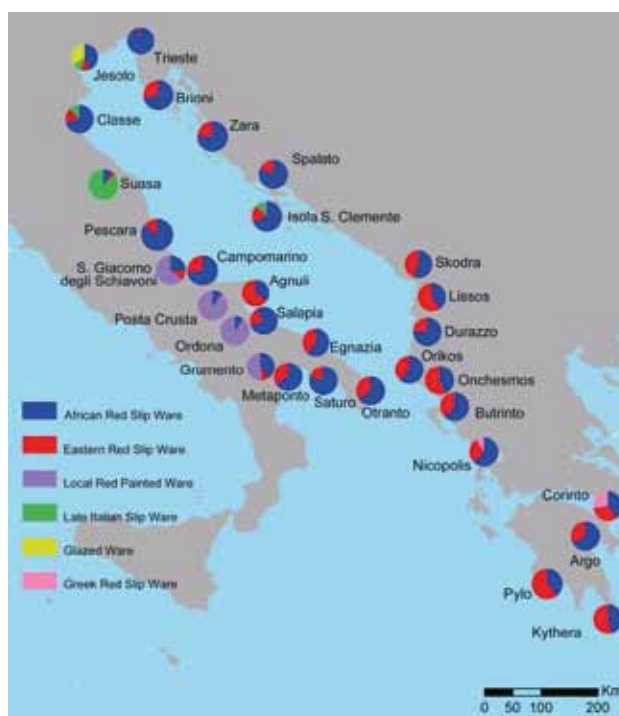 Trieste
Jesolo
Brioni
Classe
Zara
Spalato
Suasa
Isola S. Clemente
Pescara
Campomarino
S. Giacomo
degli Schiavoni
Skodra
Agnuli
Lissos
Posta Crusta
Salapia
Durazzo
Ordona
Egnazia
Orikos
Grumento
Onchesmos
Metaponto
Saturo
Otranto
Butrinto
Nicopolis
African Red Slip Ware
Eastern Red Slip Ware
Local Red Painted Ware
Late Italian Slip Ware
Glazed Ware
Greek Red Slip Ware
Corinto
Argo
Pylo
Kythera
Km
0 50 100 200